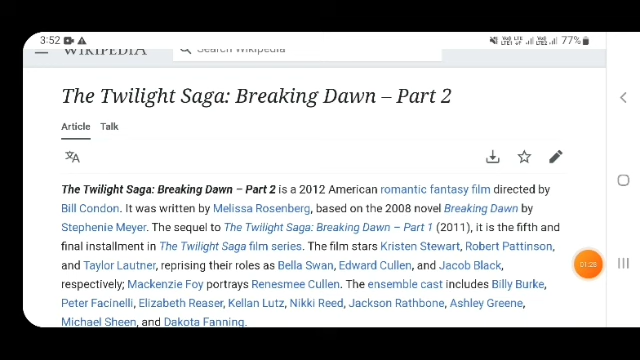 3:52 77%
WIKIPEDIA Search Wikipedia
The Twilight Saga: Breaking Dawn – Part 2
Article Talk
The Twilight Saga: Breaking Dawn – Part 2 is a 2012 American romantic fantasy film directed by
Bill Condon. It was written by Melissa Rosenberg, based on the 2008 novel Breaking Dawn by
Stephenie Meyer. The sequel to The Twilight Saga: Breaking Dawn – Part 1 (2011), it is the fifth and
final installment in The Twilight Saga film series. The film stars Kristen Stewart, Robert Pattinson,
and Taylor Lautner, reprising their roles as Bella Swan, Edward Cullen, and Jacob Black,
respectively; Mackenzie Foy portrays Renesmee Cullen. The ensemble cast includes Billy Burke,
Peter Facinelli, Elizabeth Reaser, Kellan Lutz, Nikki Reed, Jackson Rathbone, Ashley Greene,
Michael Sheen, and Dakota Fanning.
01:28